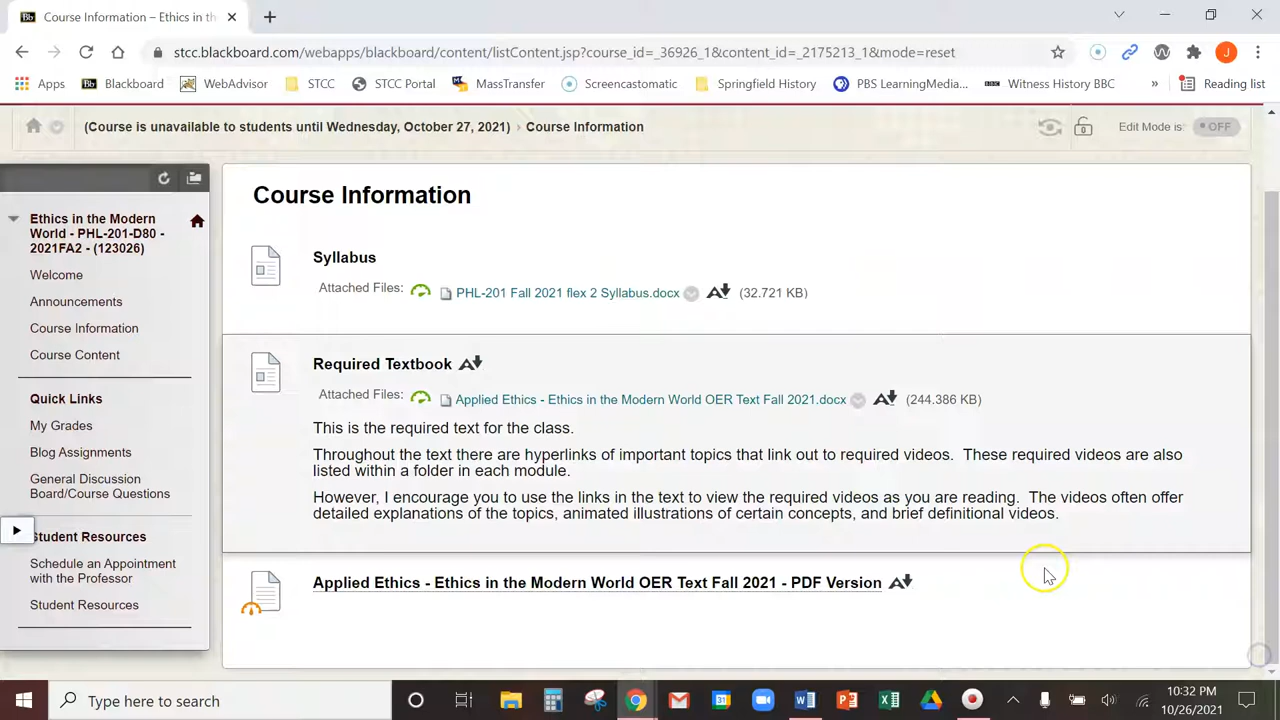 Bb Course Information – Ethics in th
stcc.blackboard.com/webapps/blackboard/content/listContent.jsp?course_id=_36926_1&content_id=_2175213_1&mode=reset
J
Apps Bb Blackboard WebAdvisor STCC STCC Portal MassTransfer Screencastomatic Springfield History PBS LearningMedia... BBC Witness History BBC » Reading list
(Course is unavailable to students until Wednesday, October 27, 2021) › Course Information
Edit Mode is: OFF
Ethics in the Modern
World - PHL-201-D80 -
2021FA2 - (123026)
Welcome
Announcements
Course Information
Course Content
Quick Links
My Grades
Blog Assignments
General Discussion
Board/Course Questions
Student Resources
Schedule an Appointment
with the Professor
Student Resources
Course Information
Syllabus
Attached Files: PHL-201 Fall 2021 flex 2 Syllabus.docx (32.721 KB)
Required Textbook
Attached Files: Applied Ethics - Ethics in the Modern World OER Text Fall 2021.docx (244.386 KB)
This is the required text for the class.
Throughout the text there are hyperlinks of important topics that link out to required videos.  These required videos are also
listed within a folder in each module.
However, I encourage you to use the links in the text to view the required videos as you are reading.  The videos often offer
detailed explanations of the topics, animated illustrations of certain concepts, and brief definitional videos.
Applied Ethics - Ethics in the Modern World OER Text Fall 2021 - PDF Version
Type here to search
10:32 PM
10/26/2021